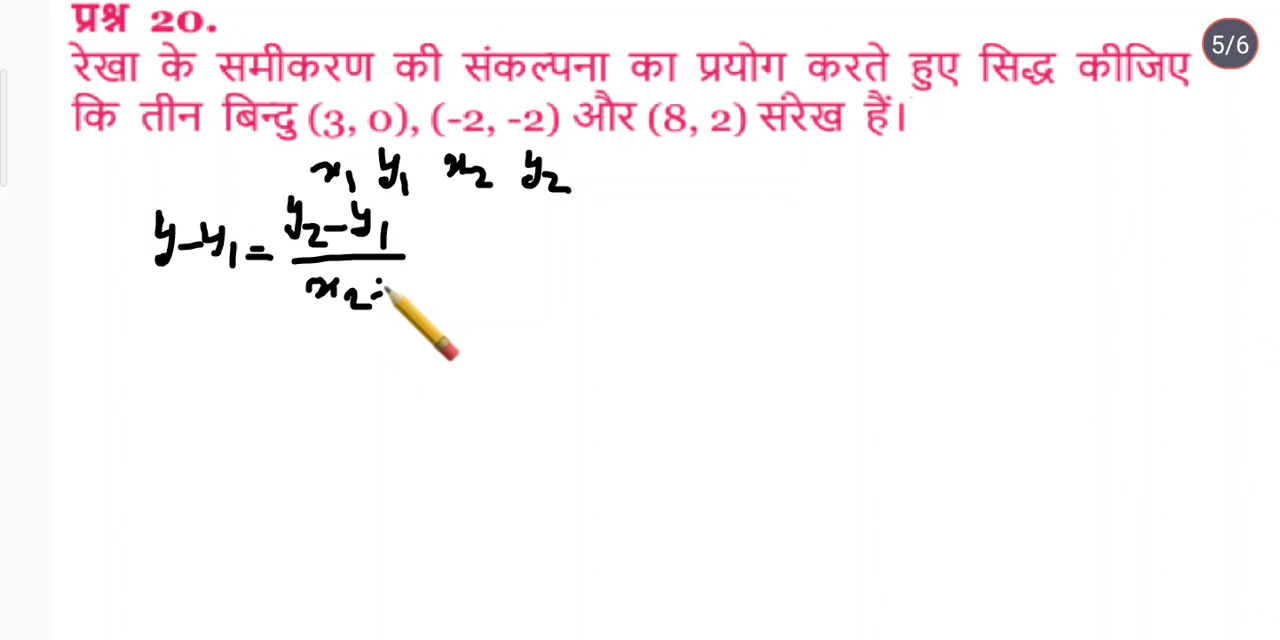 प्रश्न 20.
5/6
रेखा के समीकरण की संकल्पना का प्रयोग करते हुए सिद्ध कीजिए
कि तीन बिन्दु (3, 0), (-2, -2) और (8, 2) संरेख हैं।
x₁ y₁ x₂ y₂
y-y₁= y₂-y₁
x₂-